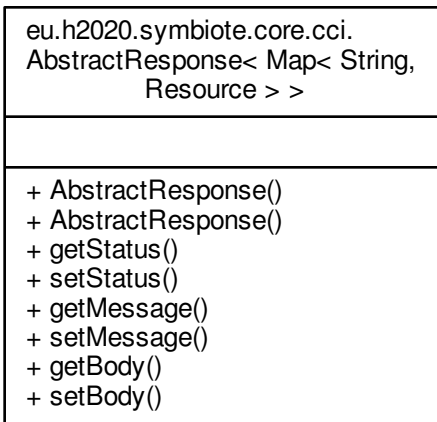 eu.h2020.symbiote.core.cci.
AbstractResponse< Map< String,
Resource > >
+ AbstractResponse()
+ AbstractResponse()
+ getStatus()
+ setStatus()
+ getMessage()
+ setMessage()
+ getBody()
+ setBody()